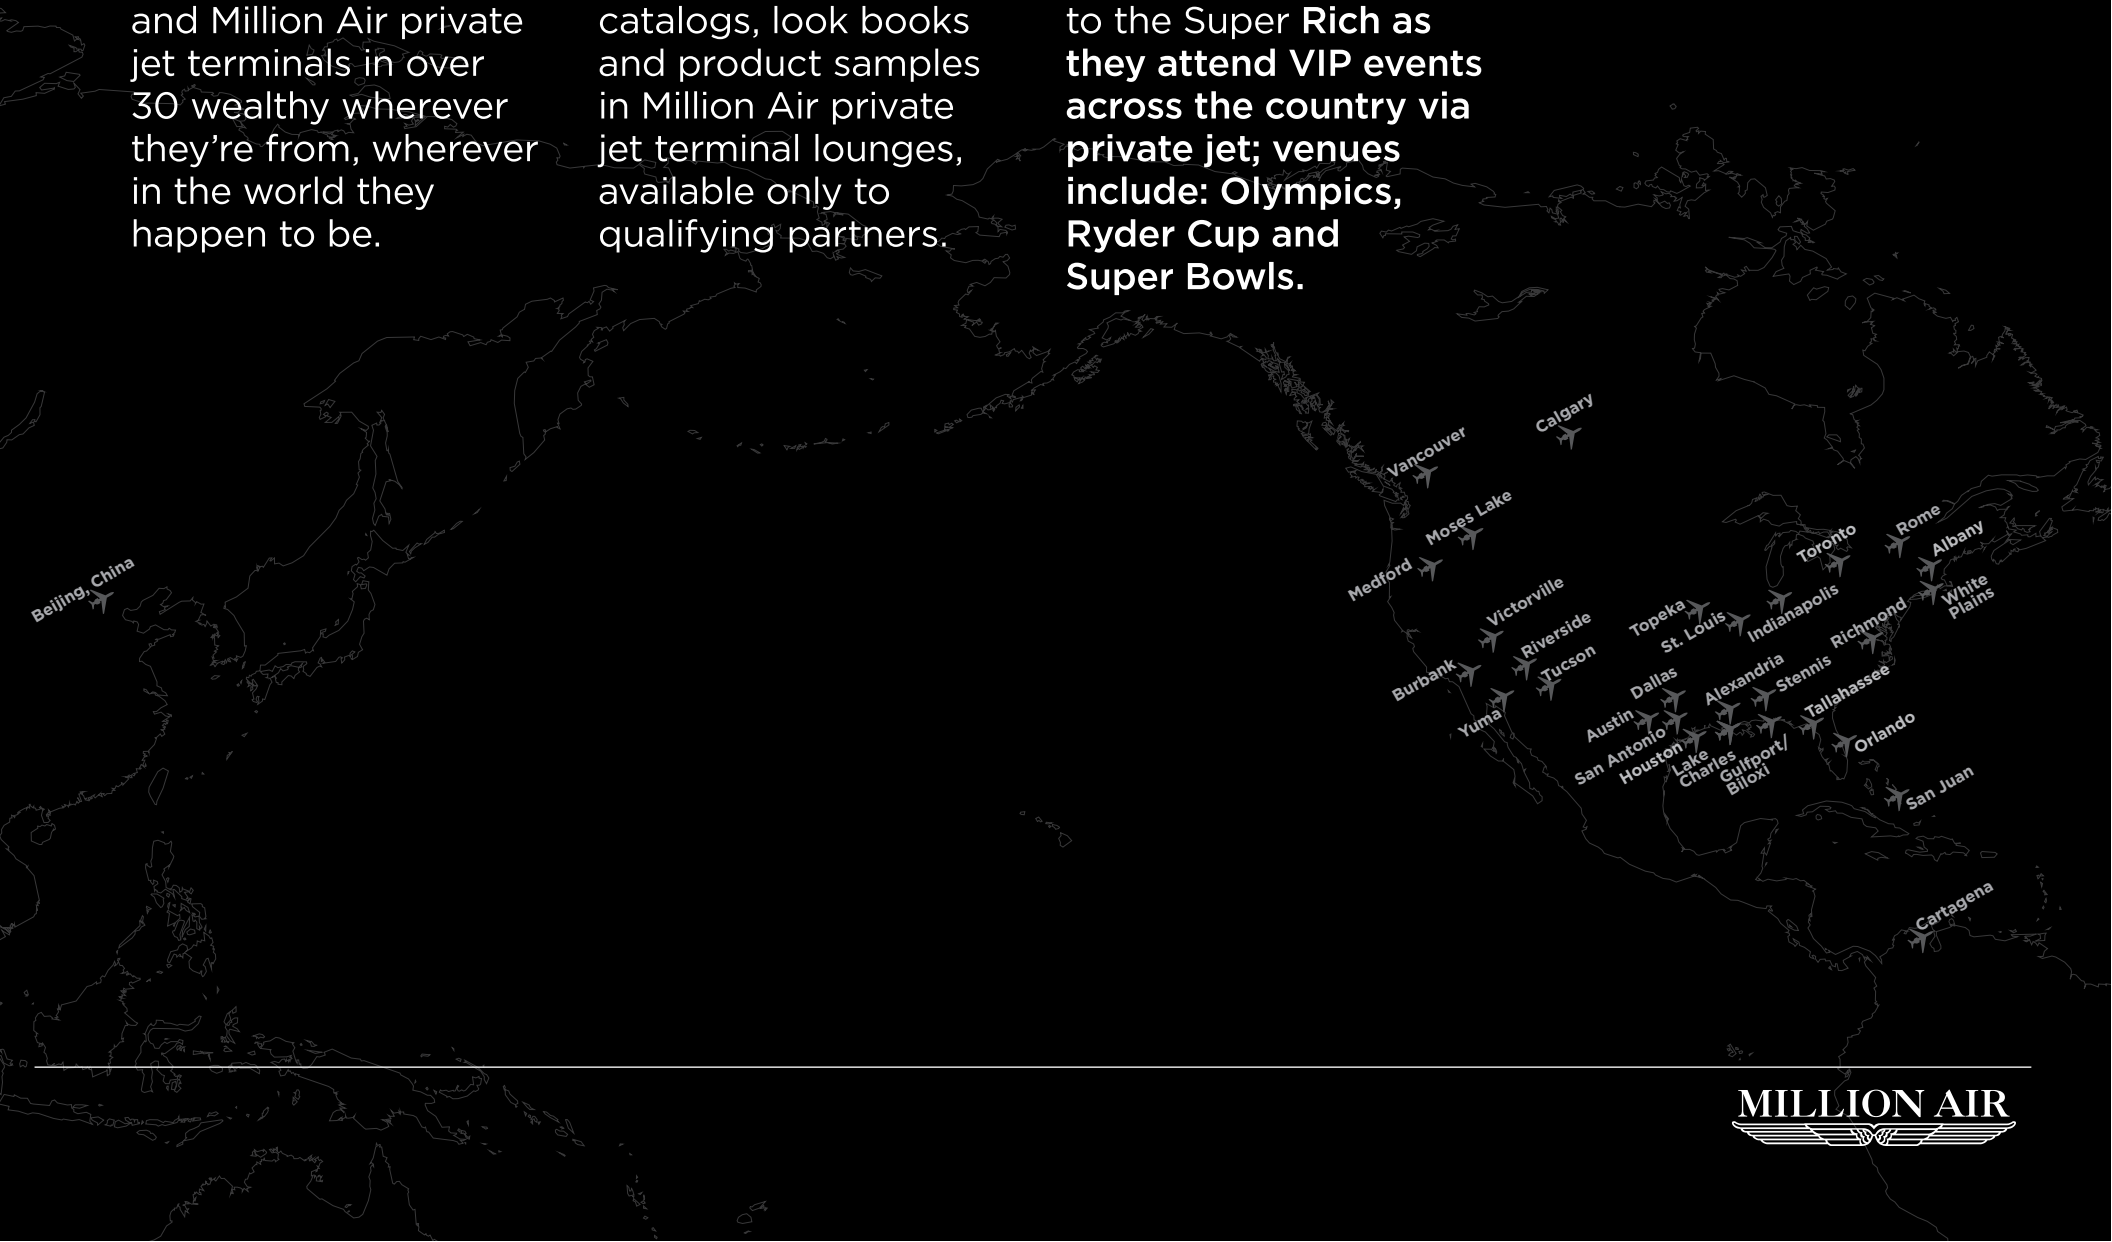 and Million Air private
jet terminals in over
30 wealthy wherever
they’re from, wherever
in the world they
happen to be.
catalogs, look books
and product samples
in Million Air private
jet terminal lounges,
available only to
qualifying partners.
to the Super Rich as
they attend VIP events
across the country via
private jet; venues
include: Olympics,
Ryder Cup and
Super Bowls.
Calgary
Vancouver
Moses Lake
Medford
Beijing, China
Victorville
Riverside
Tucson
Burbank
Yuma
Toronto
Rome
Albany
White
Plains
Topeka
St. Louis
Indianapolis
Richmond
Dallas
Alexandria
Stennis
Tallahassee
Austin
San Antonio
Houston
Lake
Charles
Gulfport/
Biloxi
Orlando
San Juan
Cartagena
MILLION AIR